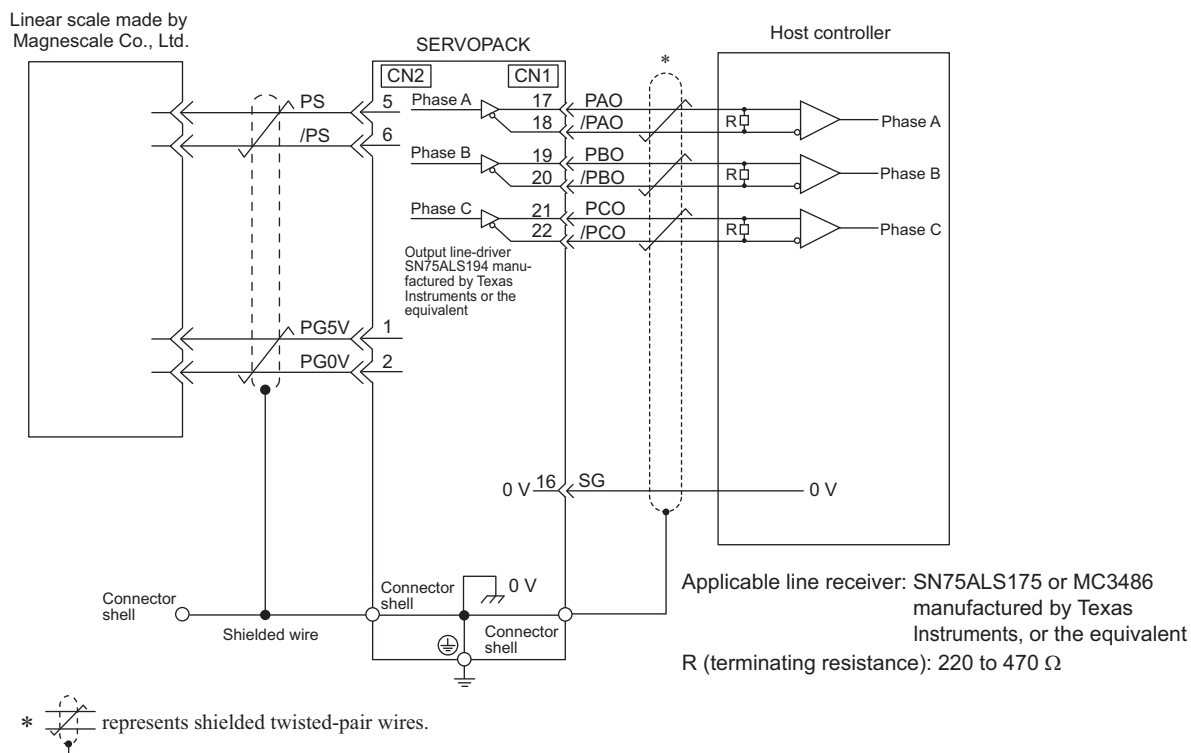 Linear scale made by
Magnescale Co., Ltd.
SERVOPACK
Host controller
CN2
CN1
*
PS
5
/PS
6
Phase A
17
PAO
18
/PAO
R
Phase A
Phase B
19
PBO
20
/PBO
R
Phase B
Phase C
21
PCO
22
/PCO
R
Phase C
Output line-driver
SN75ALS194 manu-
factured by Texas
Instruments or the
equivalent
PG5V
1
PG0V
2
0 V
16
SG
0 V
Connector
shell
Shielded wire
Connector
shell
0 V
Connector
shell
Applicable line receiver: SN75ALS175 or MC3486
manufactured by Texas
Instruments, or the equivalent
R (terminating resistance): 220 to 470 Ω
* represents shielded twisted-pair wires.